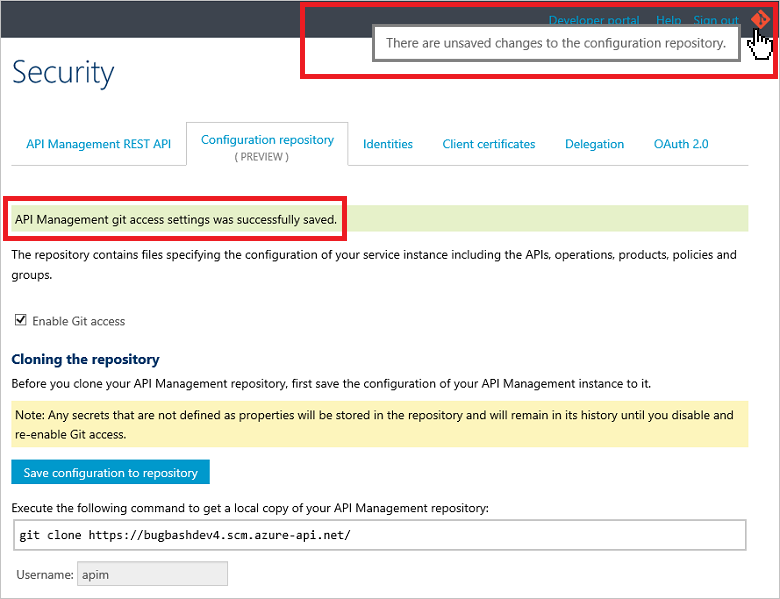 Developer portal Help Sign out
There are unsaved changes to the configuration repository.
Security
API Management REST API
Configuration repository
( PREVIEW )
Identities
Client certificates
Delegation
OAuth 2.0
API Management git access settings was successfully saved.
The repository contains files specifying the configuration of your service instance including the APIs, operations, products, policies and
groups.
Enable Git access
Cloning the repository
Before you clone your API Management repository, first save the configuration of your API Management instance to it.
Note: Any secrets that are not defined as properties will be stored in the repository and will remain in its history until you disable and
re-enable Git access.
Save configuration to repository
Execute the following command to get a local copy of your API Management repository:
git clone https://bugbashdev4.scm.azure-api.net/
Username: apim